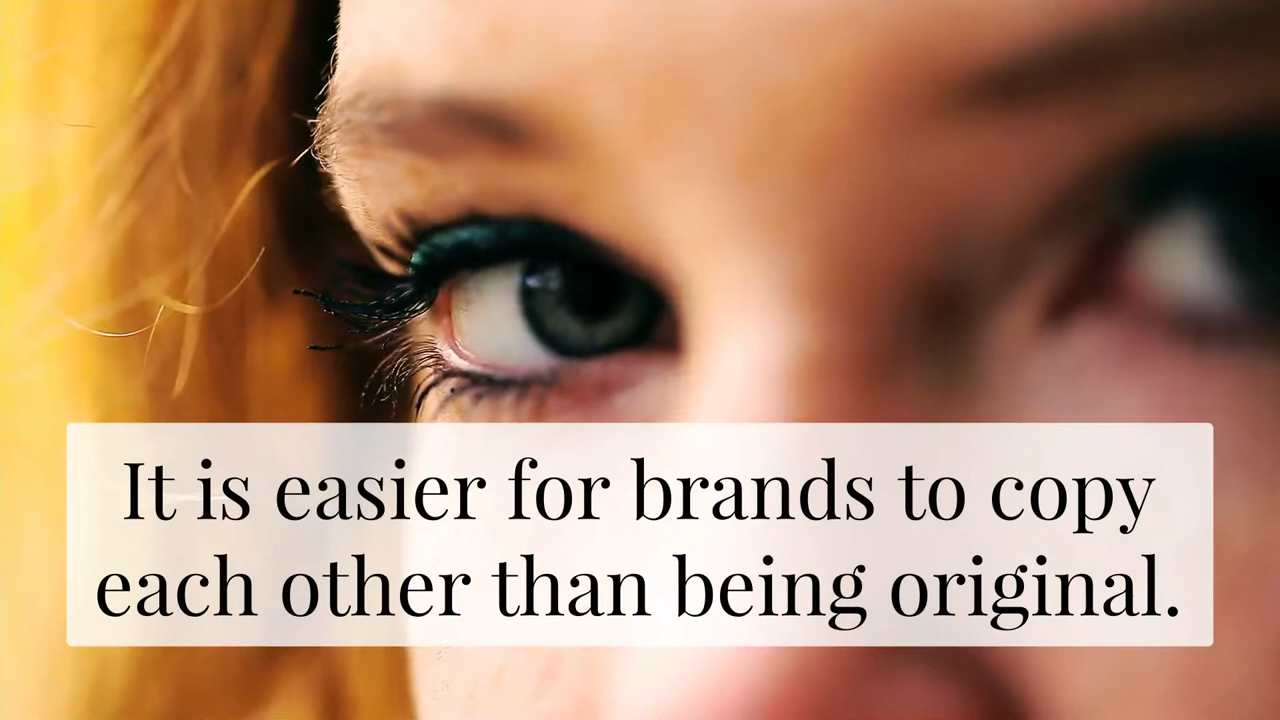 It is easier for brands to copy
each other than being original.